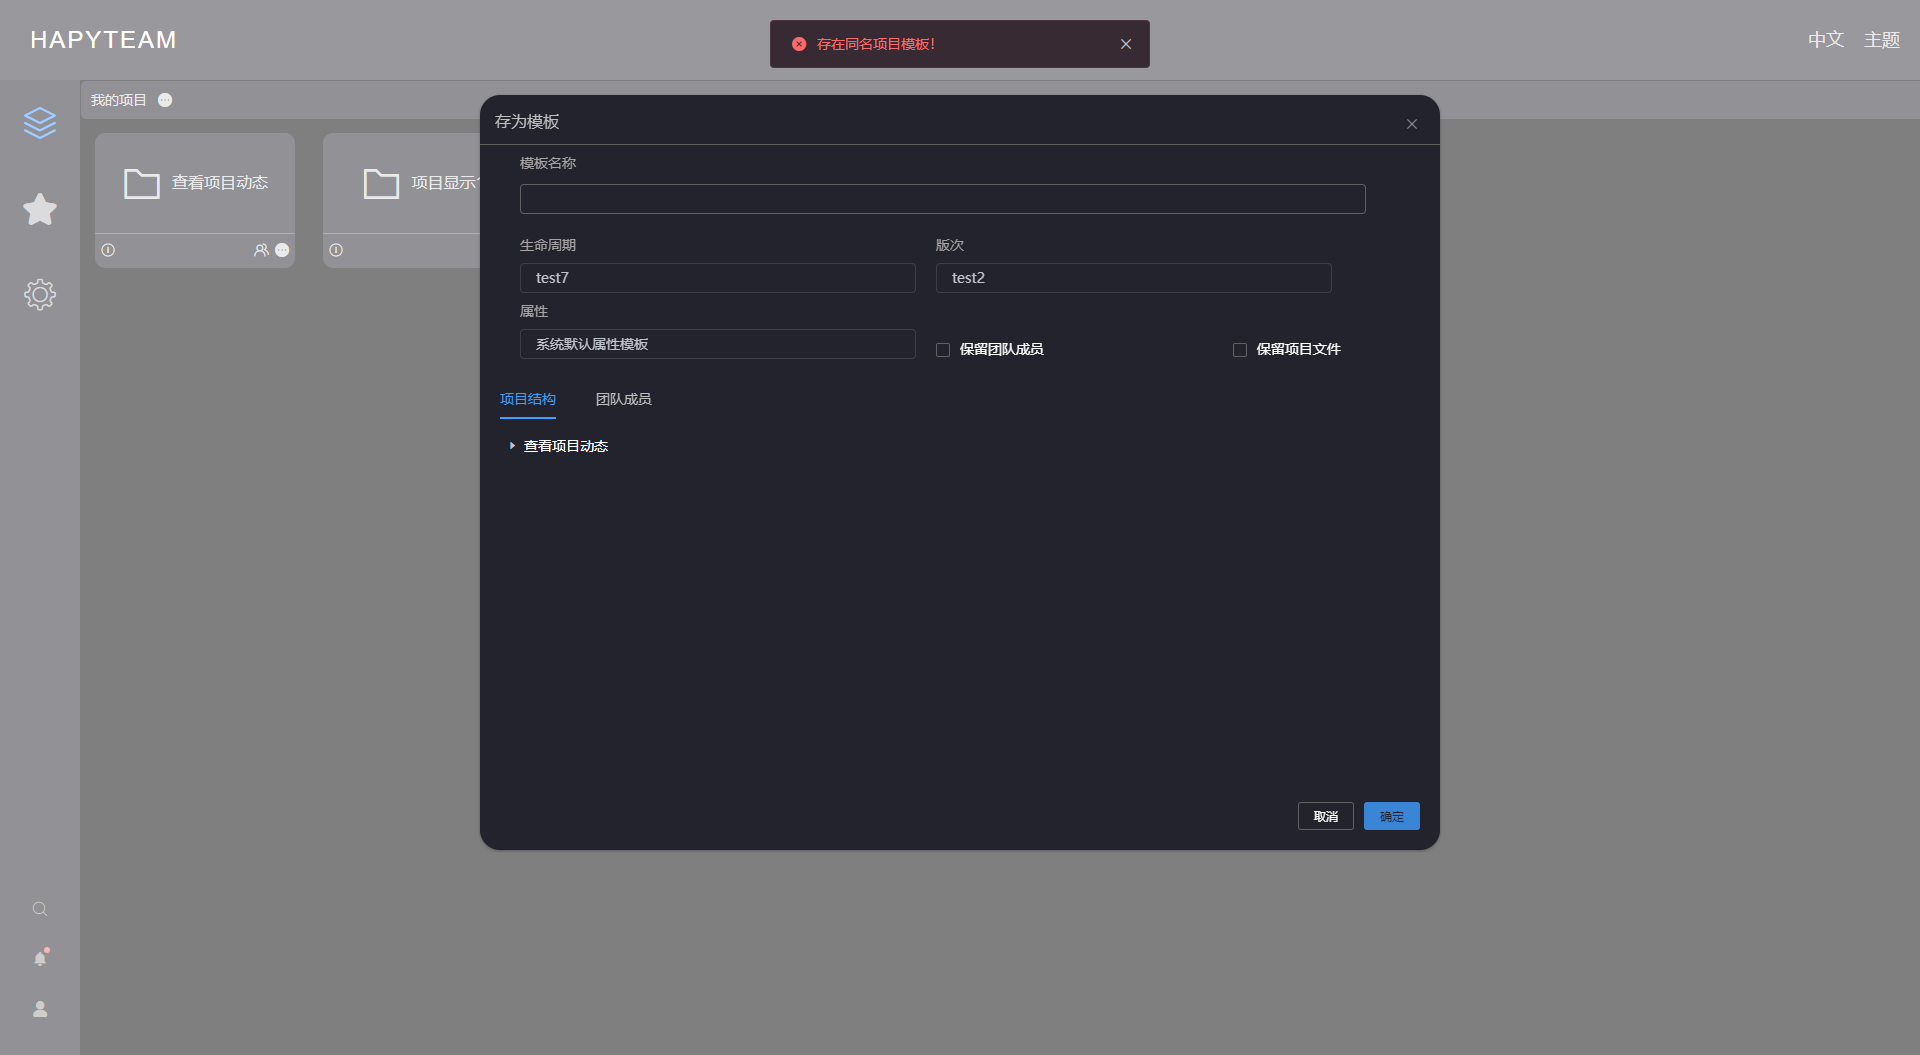 HAPYTEAM
存在同名项目模板!
中文 主题
我的项目
查看项目动态
项目显示
存为模板
模板名称
生命周期 版次
test7 test2
属性
系统默认属性模板 保留团队成员 保留项目文件
项目结构 团队成员
查看项目动态
取消 确定